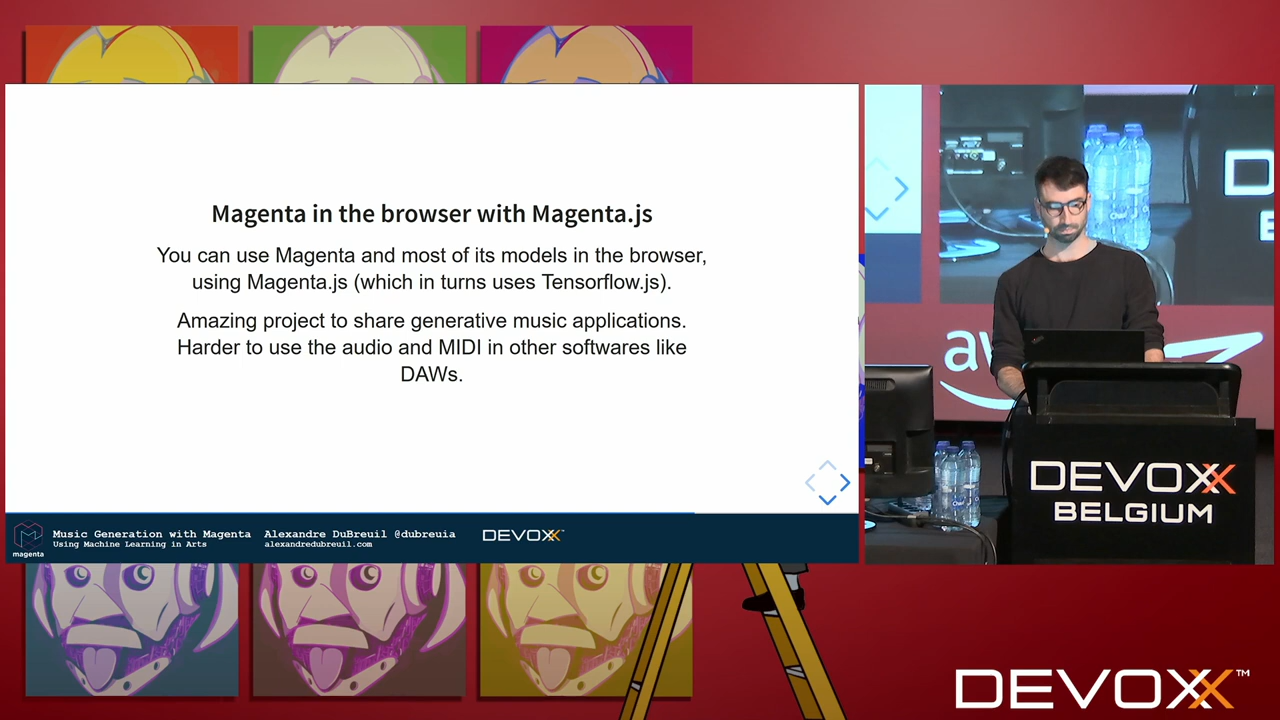 Magenta in the browser with Magenta.js
You can use Magenta and most of its models in the browser,
using Magenta.js (which in turns uses Tensorflow.js).
Amazing project to share generative music applications.
Harder to use the audio and MIDI in other softwares like
DAWs.
magenta
Music Generation with Magenta
Using Machine Learning in Arts
Alexandre DuBreuil @dubreuia
alexandredubreuil.com
DEVOXX™
DEVOXX
BELGIUM
DEVOXX™